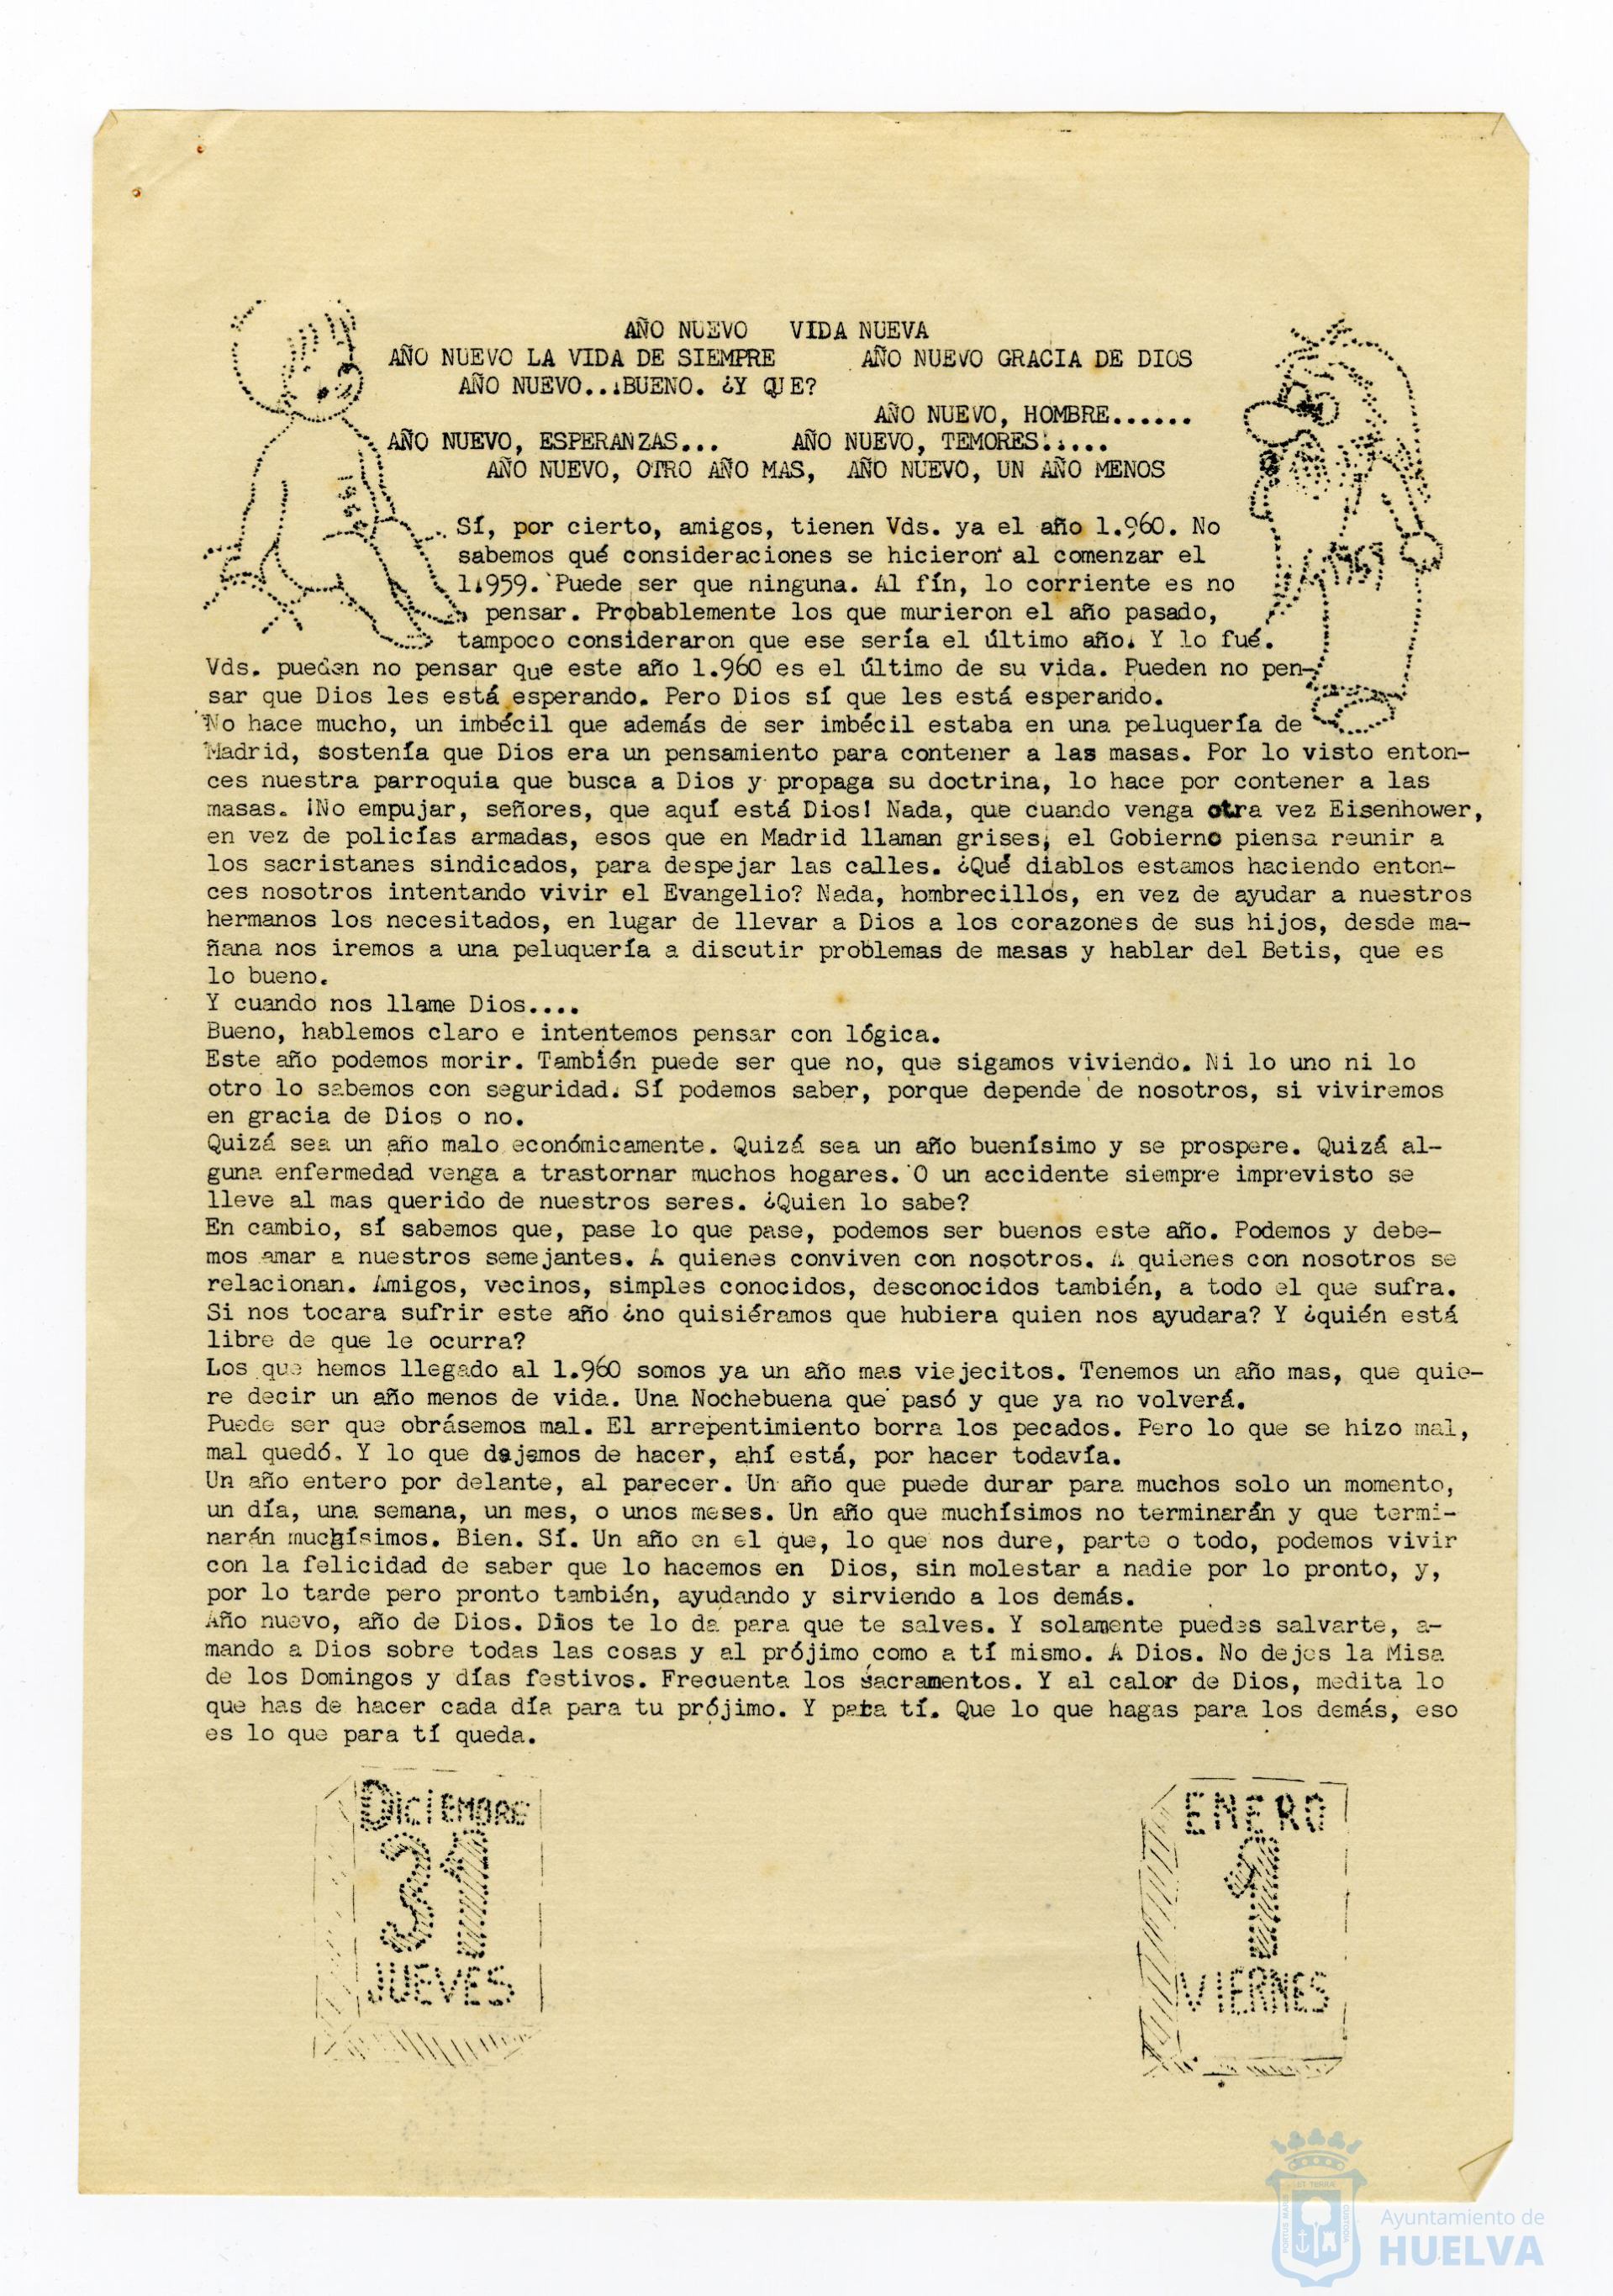 AÑO NUEVO   VIDA NUEVA
AÑO NUEVO LA VIDA DE SIEMPRE      AÑO NUEVO GRACIA DE DIOS
AÑO NUEVO...¡BUENO. ¿Y QUE?
AÑO NUEVO, HOMBRE......
AÑO NUEVO, ESPERANZAS...      AÑO NUEVO, TEMORES.....
AÑO NUEVO, OTRO AÑO MAS,  AÑO NUEVO, UN AÑO MENOS
Sí, por cierto, amigos, tienen Vds. ya el año 1.960. No
sabemos qué consideraciones se hicieron al comenzar el
1.959. Puede ser que ninguna. Al fín, lo corriente es no
pensar. Probablemente los que murieron el año pasado,
tampoco consideraron que ese sería el último año. Y lo fué.
Vds. pueden no pensar que este año 1.960 es el último de su vida. Pueden no pen-
sar que Dios les está esperando. Pero Dios sí que les está esperando.
No hace mucho, un imbécil que además de ser imbécil estaba en una peluquería de
Madrid, sostenía que Dios era un pensamiento para contener a las masas. Por lo visto enton-
ces nuestra parroquia que busca a Dios y propaga su doctrina, lo hace por contener a las
masas. ¡No empujar, señores, que aquí está Dios! Nada, que cuando venga otra vez Eisenhower,
en vez de policías armadas, esos que en Madrid llaman grises, el Gobierno piensa reunir a
los sacristanes sindicados, para despejar las calles. ¿Qué diablos estamos haciendo enton-
ces nosotros intentando vivir el Evangelio? Nada, hombrecillos, en vez de ayudar a nuestros
hermanos los necesitados, en lugar de llevar a Dios a los corazones de sus hijos, desde ma-
ñana nos iremos a una peluquería a discutir problemas de masas y hablar del Betis, que es
lo bueno.
Y cuando nos llame Dios....
Bueno, hablemos claro e intentemos pensar con lógica.
Este año podemos morir. También puede ser que no, que sigamos viviendo. Ni lo uno ni lo
otro lo sabemos con seguridad. Sí podemos saber, porque depende de nosotros, si viviremos
en gracia de Dios o no.
Quizá sea un año malo económicamente. Quizá sea un año buenísimo y se prospere. Quizá al-
guna enfermedad venga a trastornar muchos hogares. O un accidente siempre imprevisto se
lleve al mas querido de nuestros seres. ¿Quien lo sabe?
En cambio, sí sabemos que, pase lo que pase, podemos ser buenos este año. Podemos y debe-
mos amar a nuestros semejantes. A quienes conviven con nosotros. A quienes con nosotros se
relacionan. Amigos, vecinos, simples conocidos, desconocidos también, a todo el que sufra.
Si nos tocara sufrir este año ¿no quisiéramos que hubiera quien nos ayudara? Y ¿quién está
libre de que le ocurra?
Los que hemos llegado al 1.960 somos ya un año mas viejecitos. Tenemos un año mas, que quie-
re decir un año menos de vida. Una Nochebuena que pasó y que ya no volverá.
Puede ser que obrásemos mal. El arrepentimiento borra los pecados. Pero lo que se hizo mal,
mal quedó. Y lo que dejamos de hacer, ahí está, por hacer todavía.
Un año entero por delante, al parecer. Un año que puede durar para muchos solo un momento,
un día, una semana, un mes, o unos meses. Un año que muchísimos no terminarán y que termi-
narán muchísimos. Bien. Sí. Un año en el que, lo que nos dure, parte o todo, podemos vivir
con la felicidad de saber que lo hacemos en  Dios, sin molestar a nadie por lo pronto, y,
por lo tarde pero pronto también, ayudando y sirviendo a los demás.
Año nuevo, año de Dios. Dios te lo da para que te salves. Y solamente puedes salvarte, a-
mando a Dios sobre todas las cosas y al prójimo como a tí mismo. A Dios. No dejes la Misa
de los Domingos y días festivos. Frecuenta los sacramentos. Y al calor de Dios, medita lo
que has de hacer cada día para tu prójimo. Y para tí. Que lo que hagas para los demás, eso
es lo que para tí queda.
DICIEMBRE
31
JUEVES
ENERO
1
VIERNES
Ayuntamiento de
HUELVA